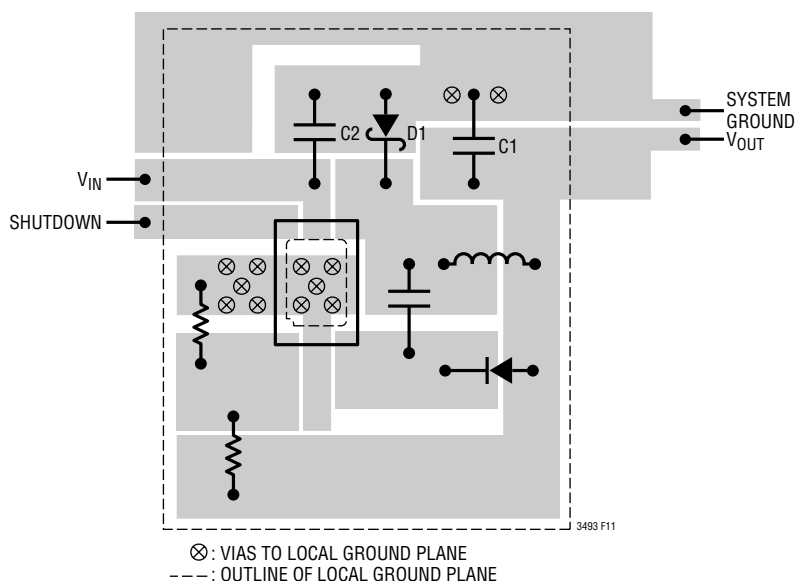 SYSTEM
GROUND
C2
D1
C1
VOUT
VIN
SHUTDOWN
3493 F11
: VIAS TO LOCAL GROUND PLANE
: OUTLINE OF LOCAL GROUND PLANE